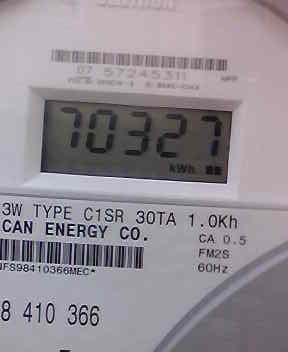 07 57245311
70327
kWh
3W TYPE C1SR 30TA 1.0Kh
CAN ENERGY CO.
CA 0.5
FM2S
60Hz
NFS98410366MEC*
8 410 366